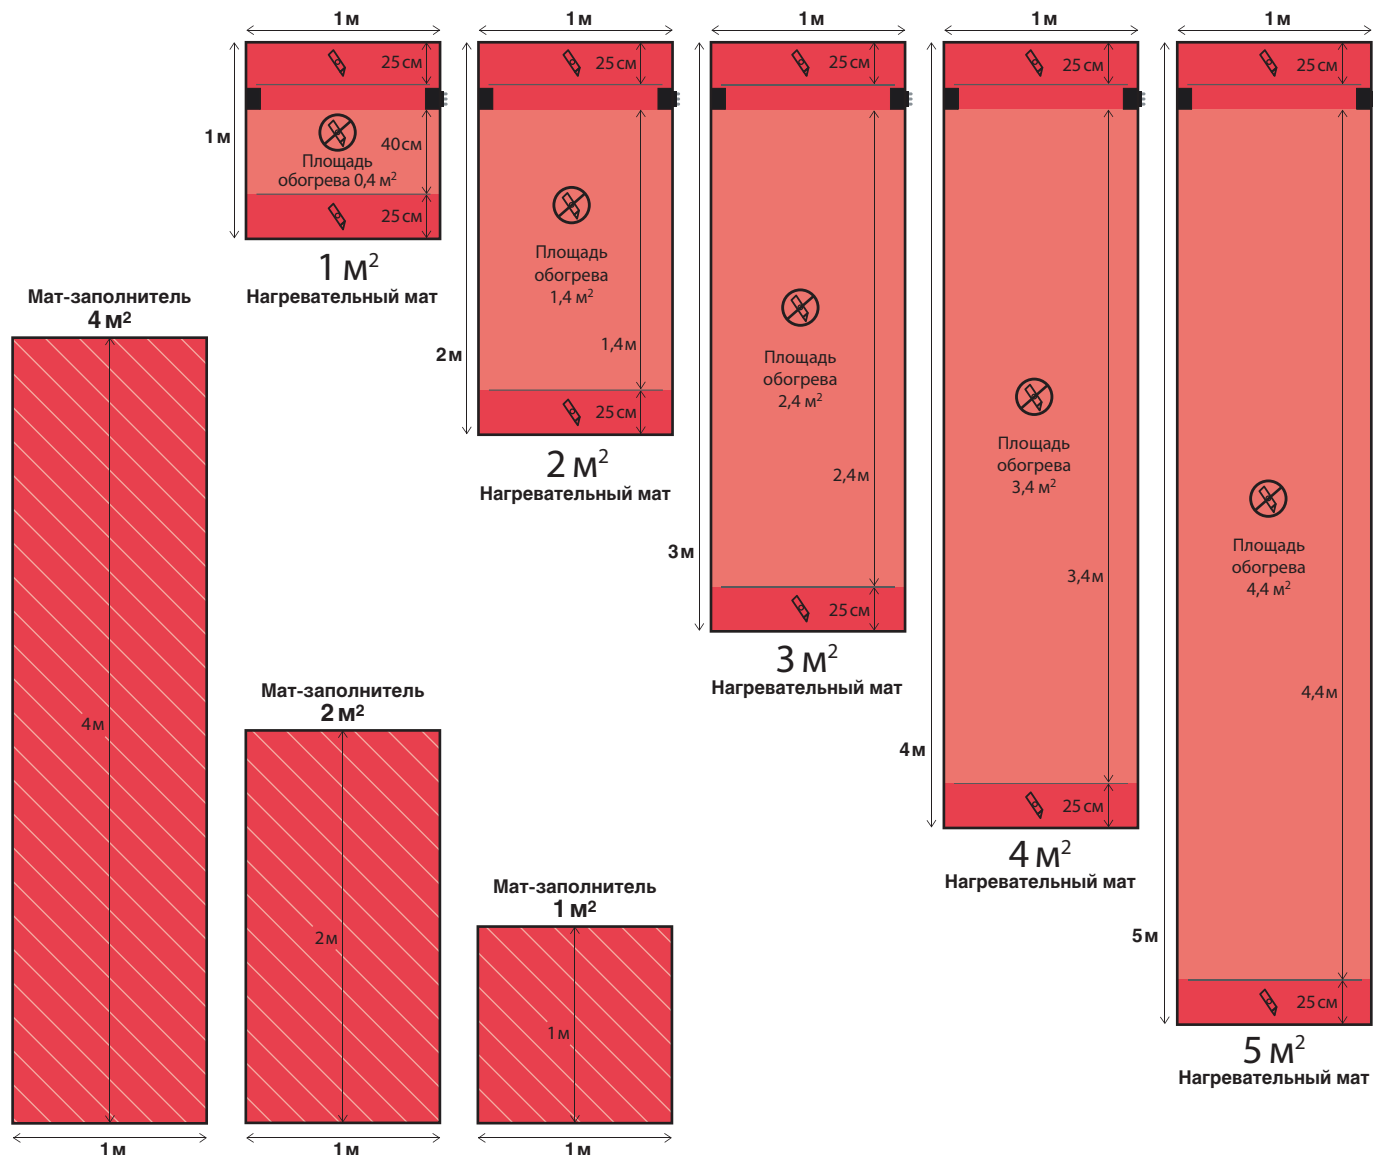 1 м
1 м
1 м
1 м
1 м
25 см
1 м
40 см
Площадь
обогрева 0,4 м²
25 см
1 м²
Нагревательный мат
25 см
2 м
Площадь
обогрева
1,4 м²
1,4 м
25 см
2 м²
Нагревательный мат
25 см
3 м
Площадь
обогрева
2,4 м²
2,4 м
25 см
3 м²
Нагревательный мат
25 см
4 м
Площадь
обогрева
3,4 м²
3,4 м
25 см
4 м²
Нагревательный мат
25 см
5 м
Площадь
обогрева
4,4 м²
4,4 м
25 см
5 м²
Нагревательный мат
Мат-заполнитель
4 м²
4 м
1 м
Мат-заполнитель
2 м²
2 м
1 м
Мат-заполнитель
1 м²
1 м
1 м